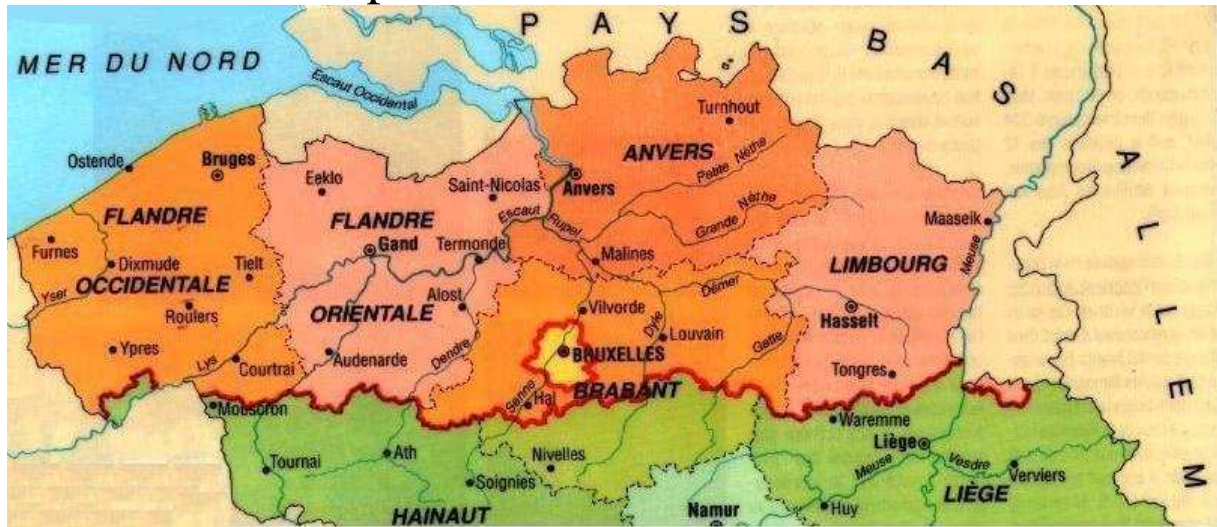 PAYS BAS
MER DU NORD
Escaut Occidental
Turnhout
ANVERS
Ostende
Bruges
Eeklo
Saint-Nicolas
Anvers
Petite Nèthe
Grande Nèthe
Maaseik
FLANDRE
FLANDRE
Escaut
Rupel
Furnes
Gand
Termonde
Malines
Meuse
Dixmude
Tielt
LIMBOURG
Yser
OCCIDENTALE
Démer
Roulers
ORIENTALE
Alost
Vilvorde
Hasselt
Dyle
Louvain
Ypres
Lys
Courtrai
Audenarde
Dendre
BRUXELLES
Gette
Tongres
Senne
BRABANT
Hal
Mouscron
Waremme
Liège
Nivelles
Tournai
Ath
Meuse
Vesdre
Verviers
Soignies
LIÈGE
HAINAUT
Namur
Huy
ALLEM